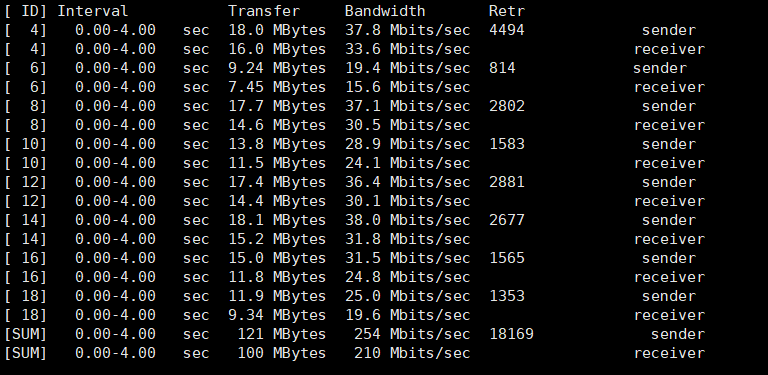 [ ID] Interval           Transfer     Bandwidth       Retr
[  4]   0.00-4.00   sec  18.0 MBytes  37.8 Mbits/sec  4494             sender
[  4]   0.00-4.00   sec  16.0 MBytes  33.6 Mbits/sec                  receiver
[  6]   0.00-4.00   sec  9.24 MBytes  19.4 Mbits/sec  814             sender
[  6]   0.00-4.00   sec  7.45 MBytes  15.6 Mbits/sec                  receiver
[  8]   0.00-4.00   sec  17.7 MBytes  37.1 Mbits/sec  2802             sender
[  8]   0.00-4.00   sec  14.6 MBytes  30.5 Mbits/sec                  receiver
[ 10]   0.00-4.00   sec  13.8 MBytes  28.9 Mbits/sec  1583             sender
[ 10]   0.00-4.00   sec  11.5 MBytes  24.1 Mbits/sec                  receiver
[ 12]   0.00-4.00   sec  17.4 MBytes  36.4 Mbits/sec  2881             sender
[ 12]   0.00-4.00   sec  14.4 MBytes  30.1 Mbits/sec                  receiver
[ 14]   0.00-4.00   sec  18.1 MBytes  38.0 Mbits/sec  2677             sender
[ 14]   0.00-4.00   sec  15.2 MBytes  31.8 Mbits/sec                  receiver
[ 16]   0.00-4.00   sec  15.0 MBytes  31.5 Mbits/sec  1565             sender
[ 16]   0.00-4.00   sec  11.8 MBytes  24.8 Mbits/sec                  receiver
[ 18]   0.00-4.00   sec  11.9 MBytes  25.0 Mbits/sec  1353             sender
[ 18]   0.00-4.00   sec  9.34 MBytes  19.6 Mbits/sec                  receiver
[SUM]   0.00-4.00   sec   121 MBytes   254 Mbits/sec  18169             sender
[SUM]   0.00-4.00   sec   100 MBytes   210 Mbits/sec                  receiver